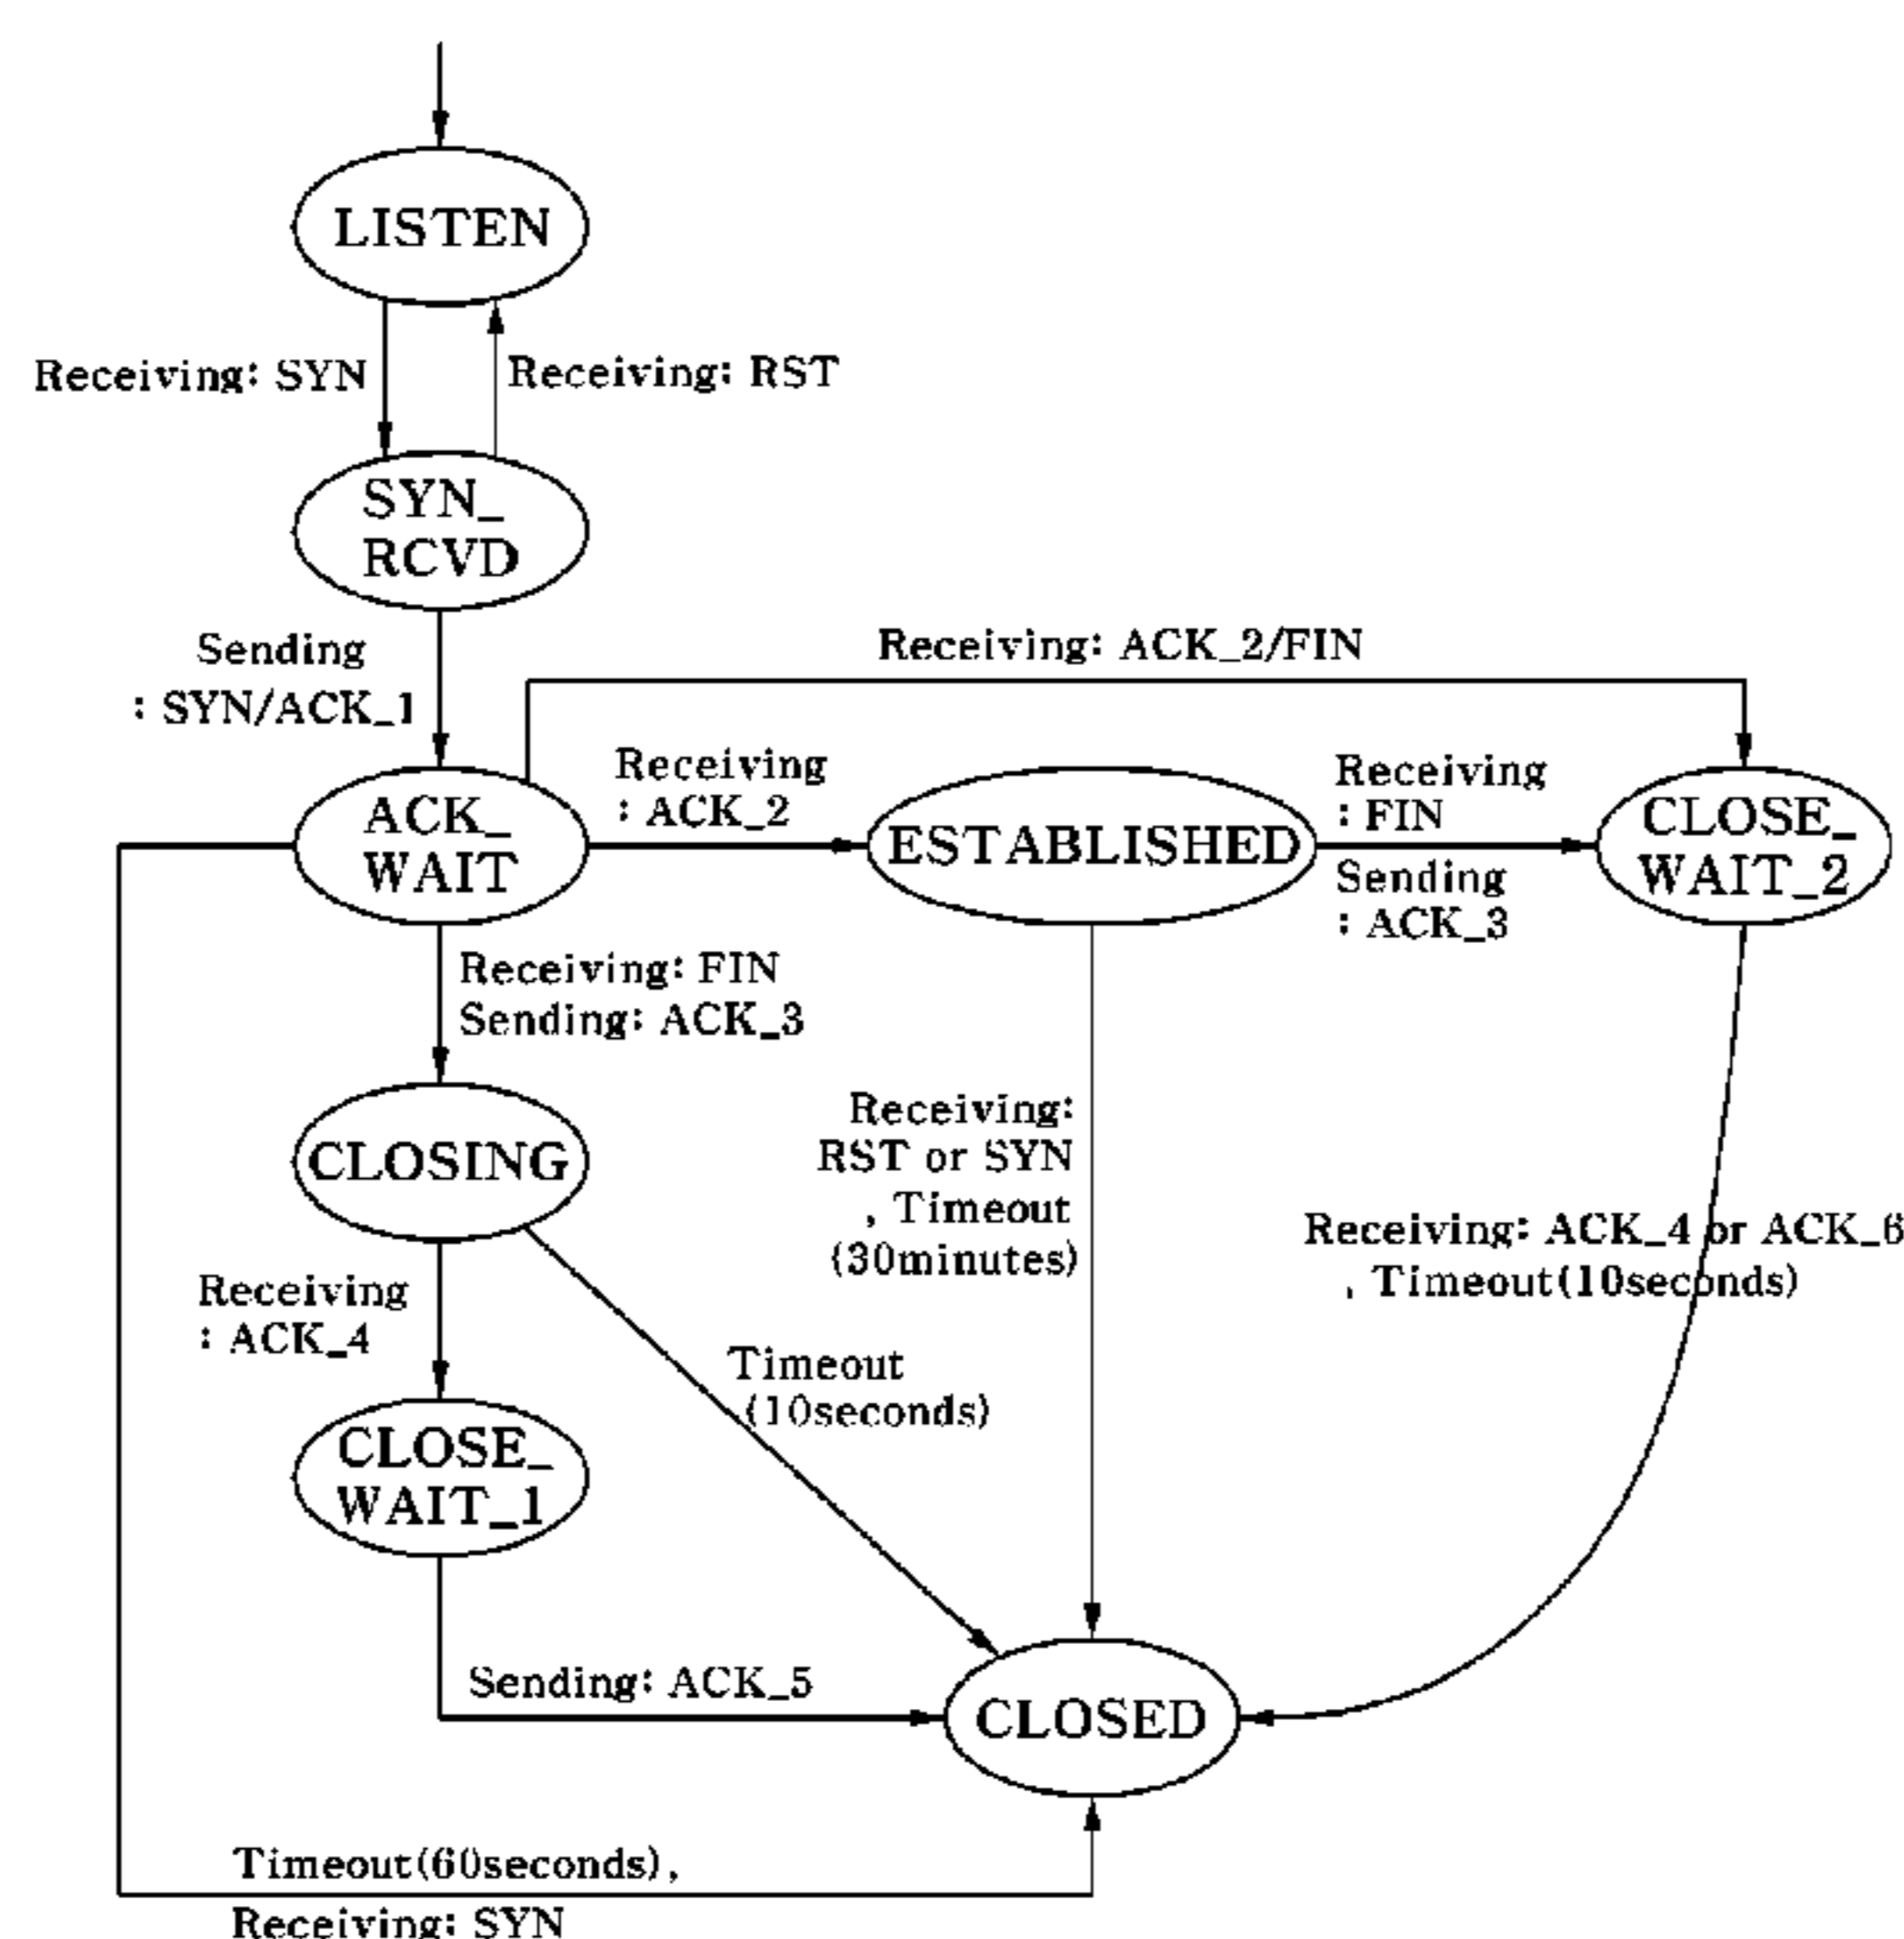 LISTEN
Receiving: SYN
Receiving: RST
SYN_
RCVD
Sending
: SYN/ACK_1
Receiving: ACK_2/FIN
ACK_
WAIT
Receiving
: ACK_2
ESTABLISHED
Receiving
: FIN
Sending
: ACK_3
CLOSE_
WAIT_2
Receiving: FIN
Sending: ACK_3
CLOSING
Receiving:
RST or SYN
, Timeout
(30minutes)
Receiving: ACK_4 or ACK_6
, Timeout(10seconds)
Receiving
: ACK_4
Timeout
(10seconds)
CLOSE_
WAIT_1
Sending: ACK_5
CLOSED
Timeout(60seconds),
Receiving: SYN